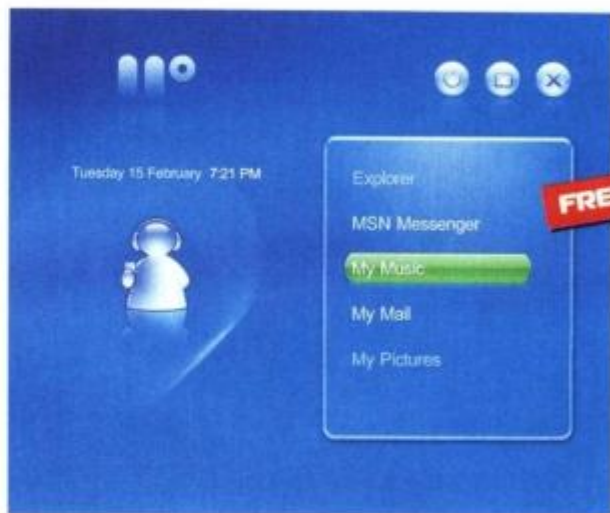 Tuesday 15 February 7:21 PM
Explorer
MSN Messenger
My Music
My Mail
My Pictures
FRE